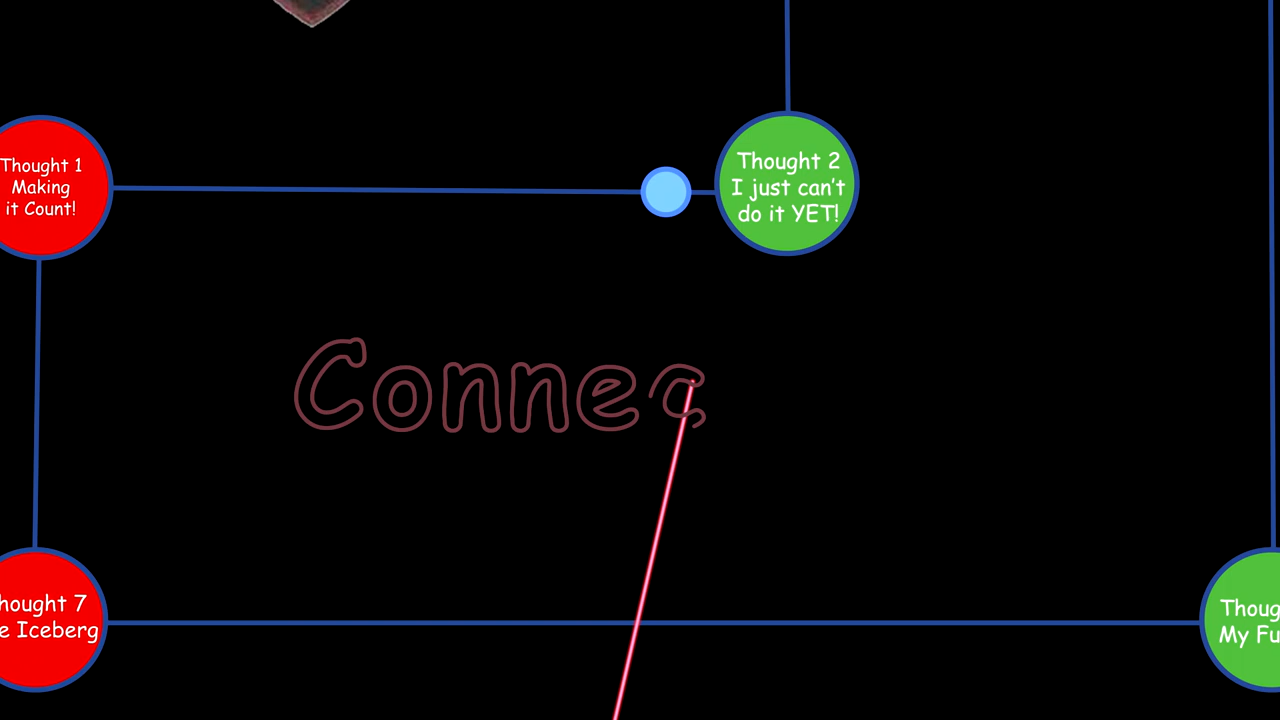 Thought 1
Making
it Count!
Thought 2
I just can't
do it YET!
Connec
hought 7
e Iceberg
Thoug
My Fu